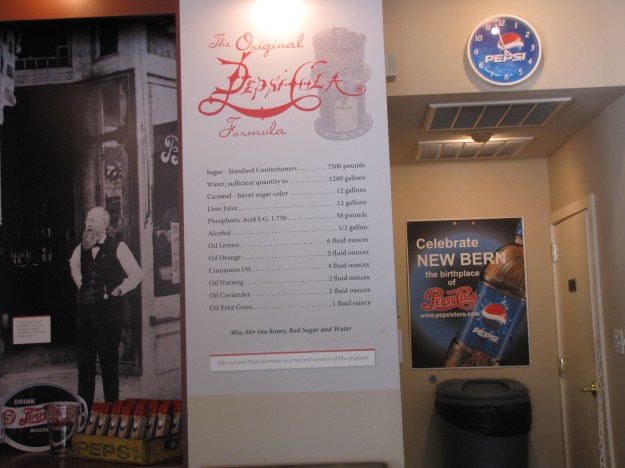 The Original
Pepsi-Cola
Formula
Sugar - Standard Confectioners . . . . . . . . . 7500 pounds
Water, sufficient quantity to . . . . . . . . . . . . 1200 gallons
Caramel - burnt sugar color . . . . . . . . . . . . . 12 gallons
Lime Juice . . . . . . . . . . . . . . . . . . . . . . . . . . . . 12 gallons
Phosphoric Acid S.G. 1.750 . . . . . . . . . . . . . . 58 pounds
Alcohol . . . . . . . . . . . . . . . . . . . . . . . . . . . . . . 1/2 gallon
Oil Lemon . . . . . . . . . . . . . . . . . . . . . . . . . 6 fluid ounces
Oil Orange . . . . . . . . . . . . . . . . . . . . . . . . 5 fluid ounces
Cinnamon Oil . . . . . . . . . . . . . . . . . . . . . . 4 fluid ounces
Oil Nutmeg . . . . . . . . . . . . . . . . . . . . . . . . 2 fluid ounces
Oil Coriander . . . . . . . . . . . . . . . . . . . . . . 2 fluid ounces
Oil Petit Grain . . . . . . . . . . . . . . . . . . . . . . 1 fluid ounce
Mix; Stir two hours; Boil Sugar and Water
The current Pepsi formula is a revised version of the original.
PEPSI
Celebrate
NEW BERN
the birthplace of
PEPSI-COLA
www.pepsistore.com
PEPSI
DRINK
Pepsi-Cola
PEPSI